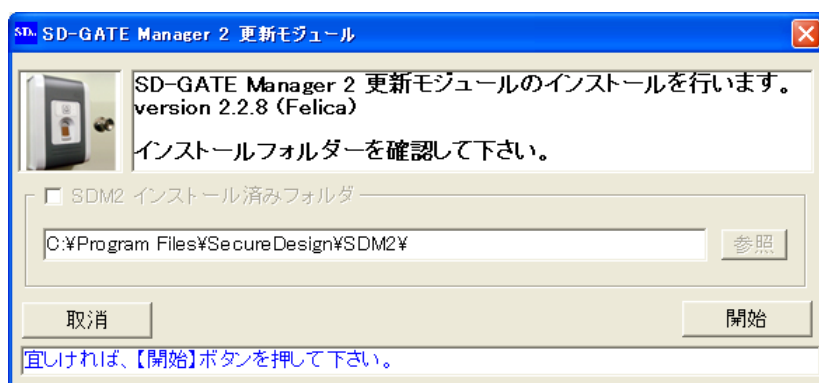 SD. SD-GATE Manager 2 更新モジュール
SD-GATE Manager 2 更新モジュールのインストールを行います。
version 2.2.8 (Felica)
インストールフォルダーを確認して下さい。
SDM2 インストール済みフォルダ
C:¥Program Files¥SecureDesign¥SDM2¥
参照
取消
開始
宜しければ、【開始】ボタンを押して下さい。